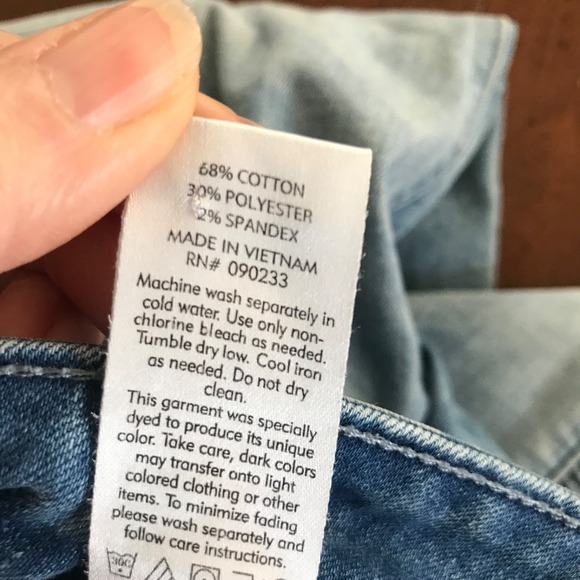 68% COTTON
30% POLYESTER
2% SPANDEX
MADE IN VIETNAM
RN# 090233
Machine wash separately in
cold water. Use only non-
chlorine bleach as needed.
Tumble dry low. Cool iron
as needed. Do not dry
clean.
This garment was specially
dyed to produce its unique
color. Take care, dark colors
may transfer onto light
colored clothing or other
items. To minimize fading
please wash separately and
follow care instructions.
30C